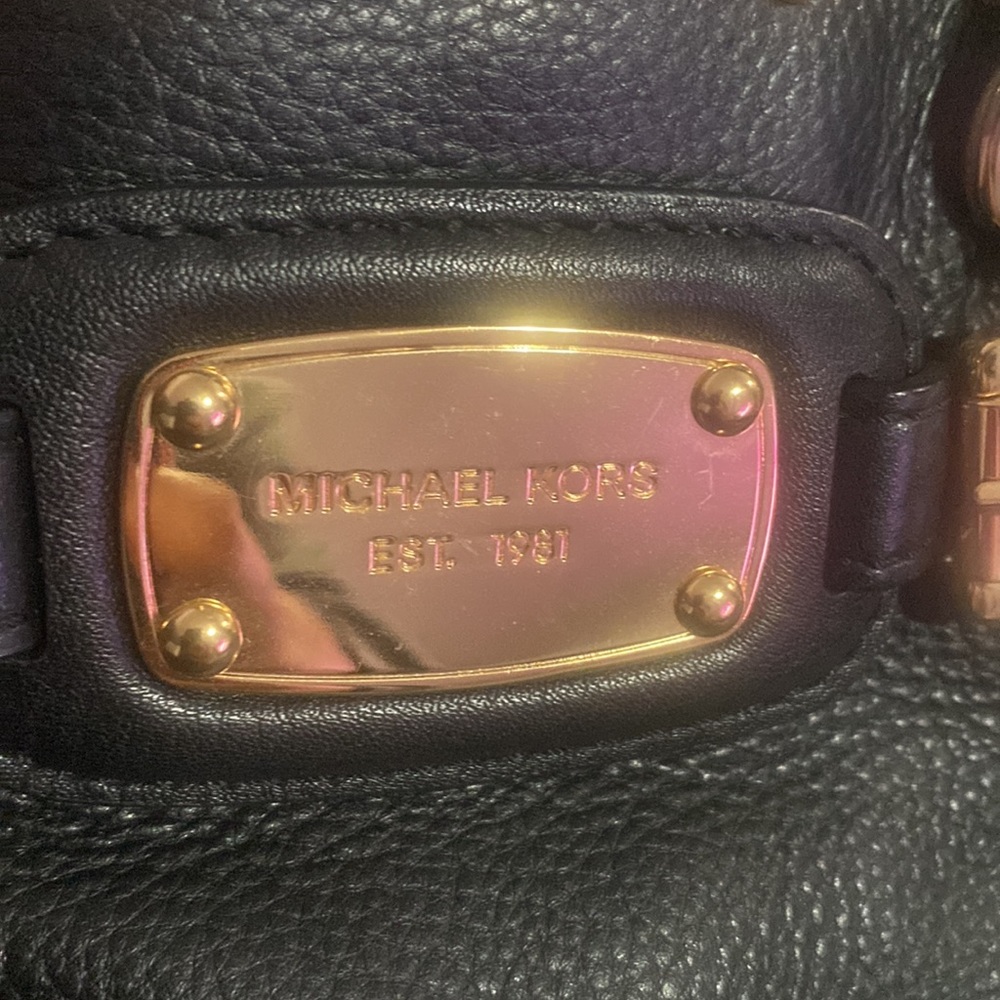 MICHAEL KORS
EST. 1981